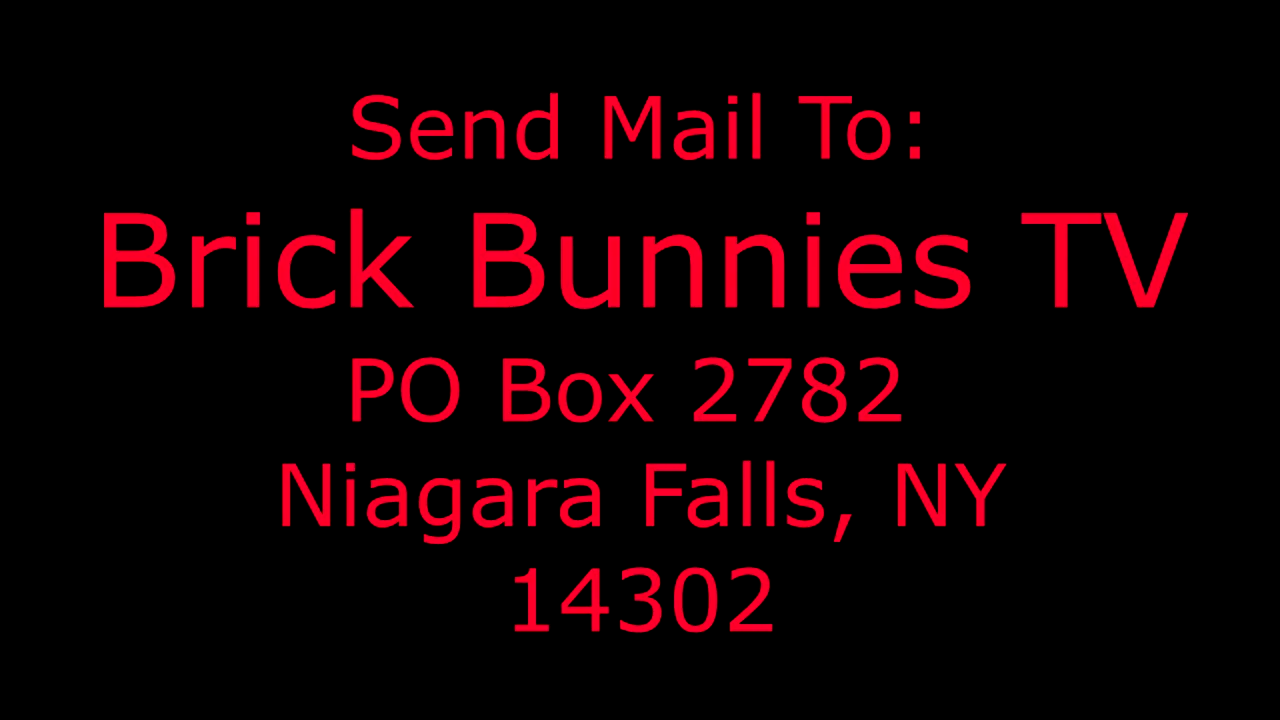 Send Mail To:
Brick Bunnies TV
PO Box 2782
Niagara Falls, NY
14302